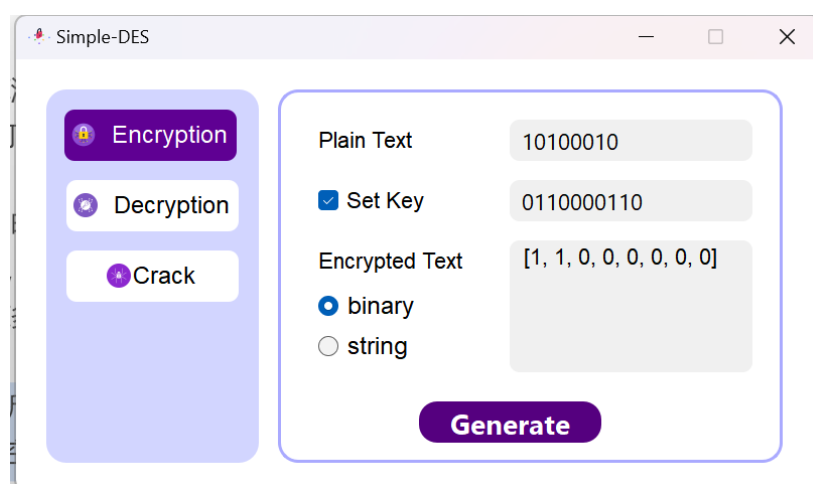 Simple-DES
Encryption
Decryption
Crack
Plain Text
10100010
Set Key
0110000110
Encrypted Text
[1, 1, 0, 0, 0, 0, 0, 0]
binary
string
Generate